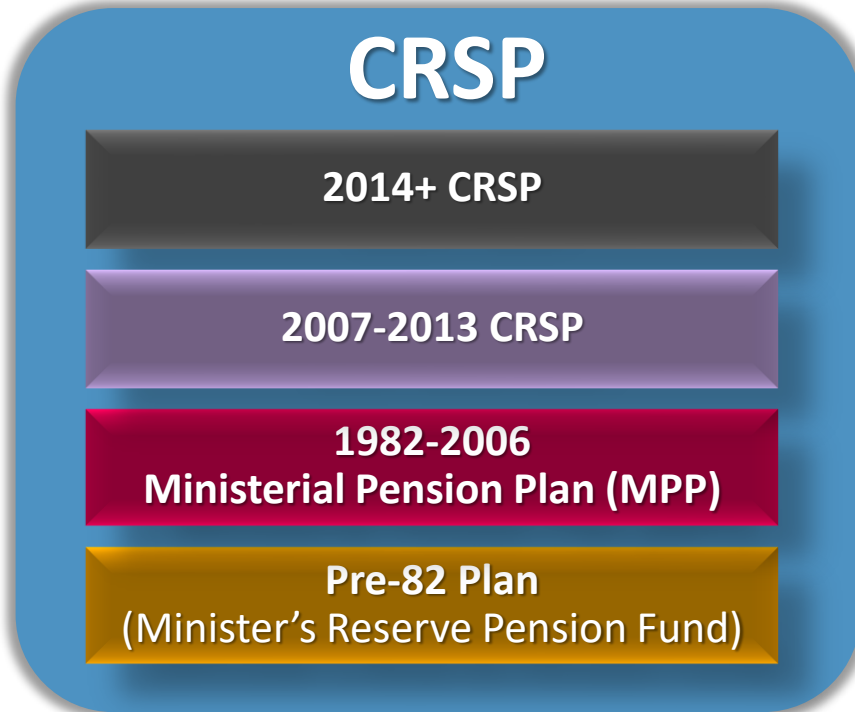 CRSP
2014+ CRSP
2007-2013 CRSP
1982-2006
Ministerial Pension Plan (MPP)
Pre-82 Plan
(Minister’s Reserve Pension Fund)